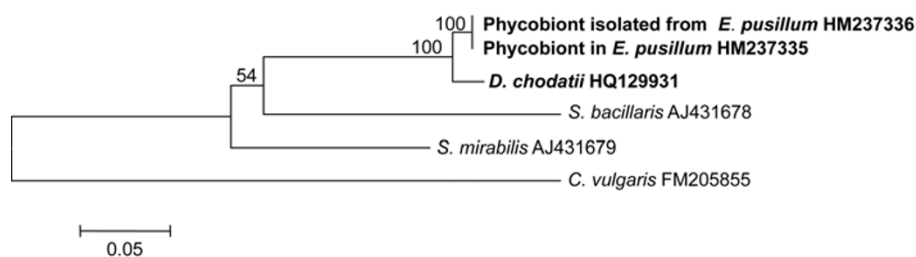 100 Phycobiont isolated from E. pusillum HM237336
100 Phycobiont in E. pusillum HM237335
54 D. chodatii HQ129931
S. bacillaris AJ431678
S. mirabilis AJ431679
C. vulgaris FM205855
0.05